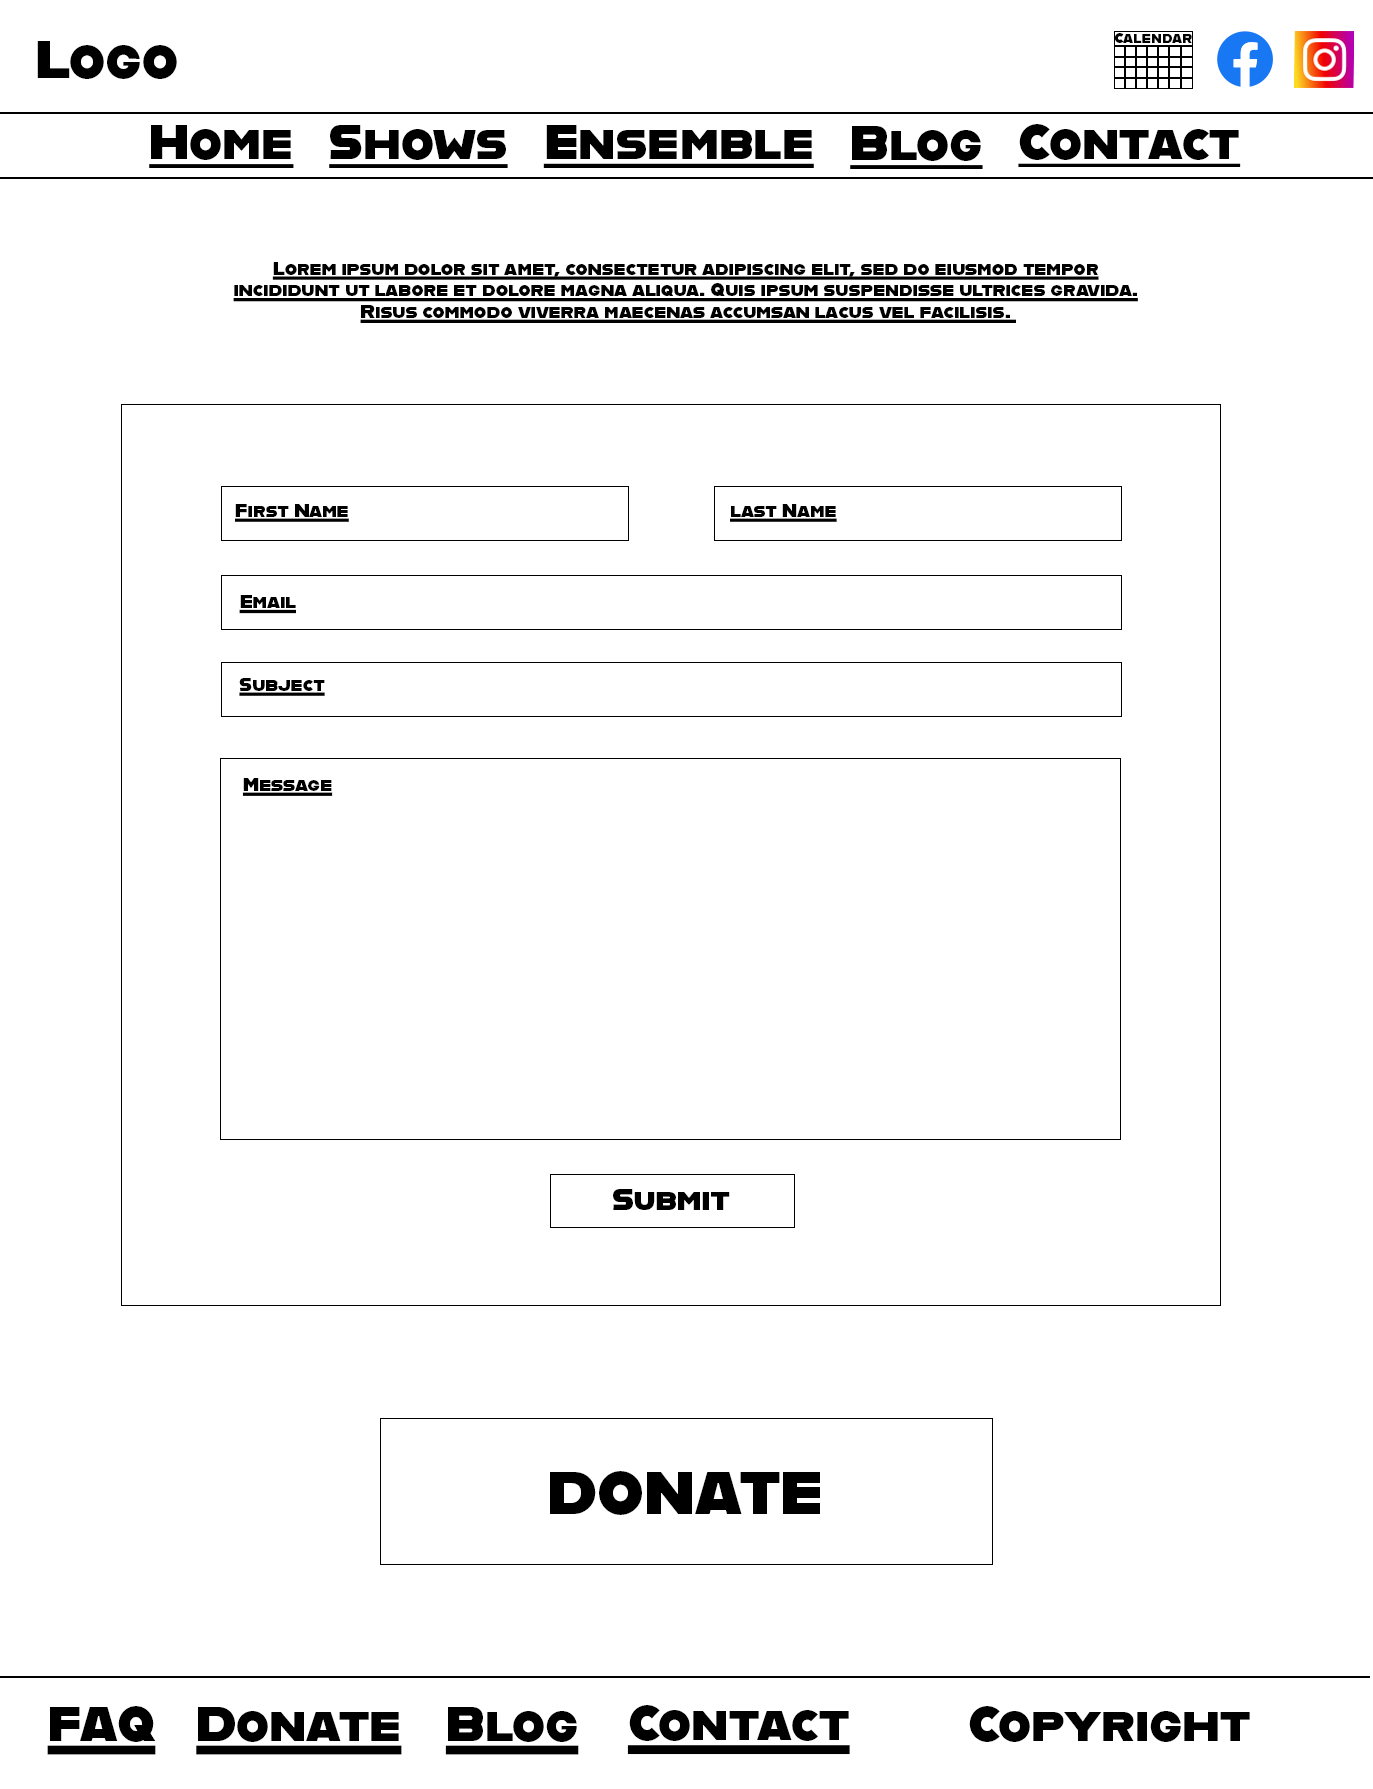 Logo
Calendar
Home Shows Ensemble Blog Contact
Lorem ipsum dolor sit amet, consectetur adipiscing elit, sed do eiusmod tempor
incididunt ut labore et dolore magna aliqua. Quis ipsum suspendisse ultrices gravida.
Risus commodo viverra maecenas accumsan lacus vel facilisis.
First Name last Name
Email
Subject
Message
Submit
DONATE
FAQ Donate Blog Contact Copyright